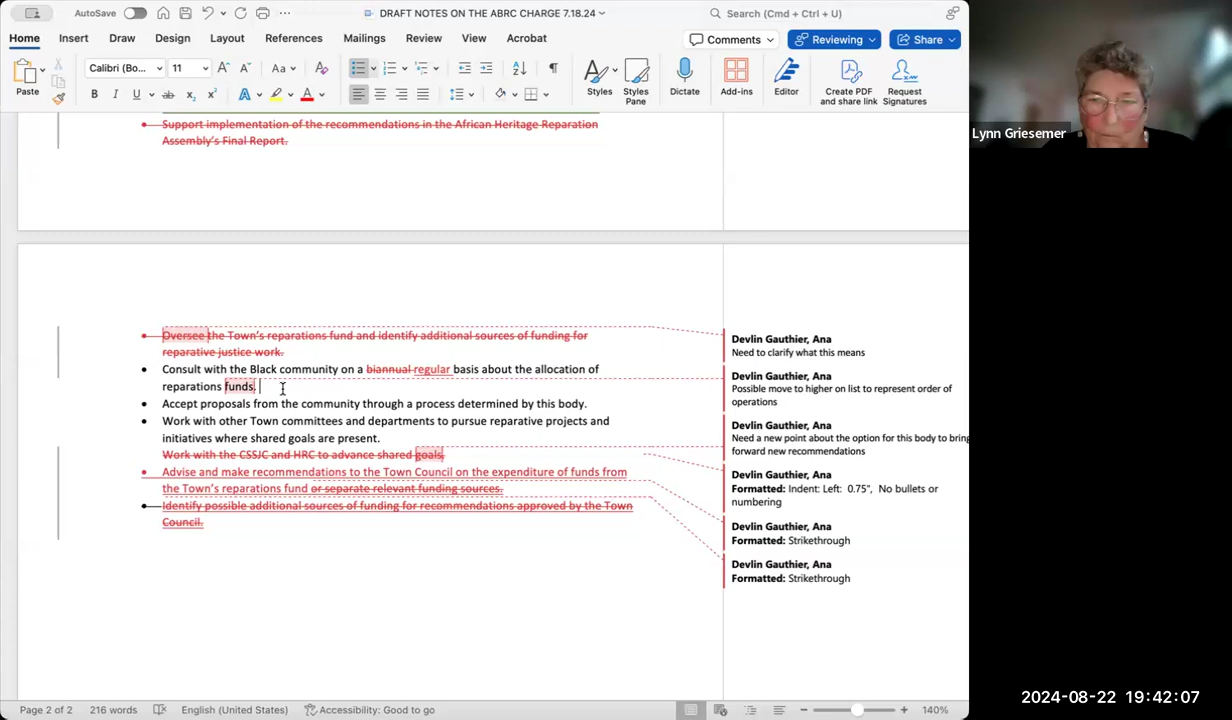 AutoSave
DRAFT NOTES ON THE ABRC CHARGE 7.18.24
Search (Cmd + Ctrl + U)
Home Insert Draw Design Layout References Mailings Review View Acrobat
Comments Reviewing Share
Paste
Calibri (Bo... 11
Aa
B I U ab x₂ x²
Styles
Styles Pane
Dictate
Add-ins
Editor
Create PDF and share link
Request Signatures
Lynn Griesemer
Support implementation of the recommendations in the African Heritage Reparation
Assembly's Final Report.
Oversee the Town's reparations fund and identify additional sources of funding for
reparative justice work.
Consult with the Black community on a biannual regular basis about the allocation of
reparations funds.
Accept proposals from the community through a process determined by this body.
Work with other Town committees and departments to pursue reparative projects and
initiatives where shared goals are present.
Work with the CSSJC and HRC to advance shared goals.
Advise and make recommendations to the Town Council on the expenditure of funds from
the Town's reparations fund or separate relevant funding sources.
Identify possible additional sources of funding for recommendations approved by the Town
Council.
Devlin Gauthier, Ana
Need to clarify what this means
Devlin Gauthier, Ana
Possible move to higher on list to represent order of
operations
Devlin Gauthier, Ana
Need a new point about the option for this body to bring
forward new recommendations
Devlin Gauthier, Ana
Formatted: Indent: Left: 0.75", No bullets or
numbering
Devlin Gauthier, Ana
Formatted: Strikethrough
Devlin Gauthier, Ana
Formatted: Strikethrough
Page 2 of 2 216 words English (United States) Accessibility: Good to go 140%
2024-08-22 19:42:07